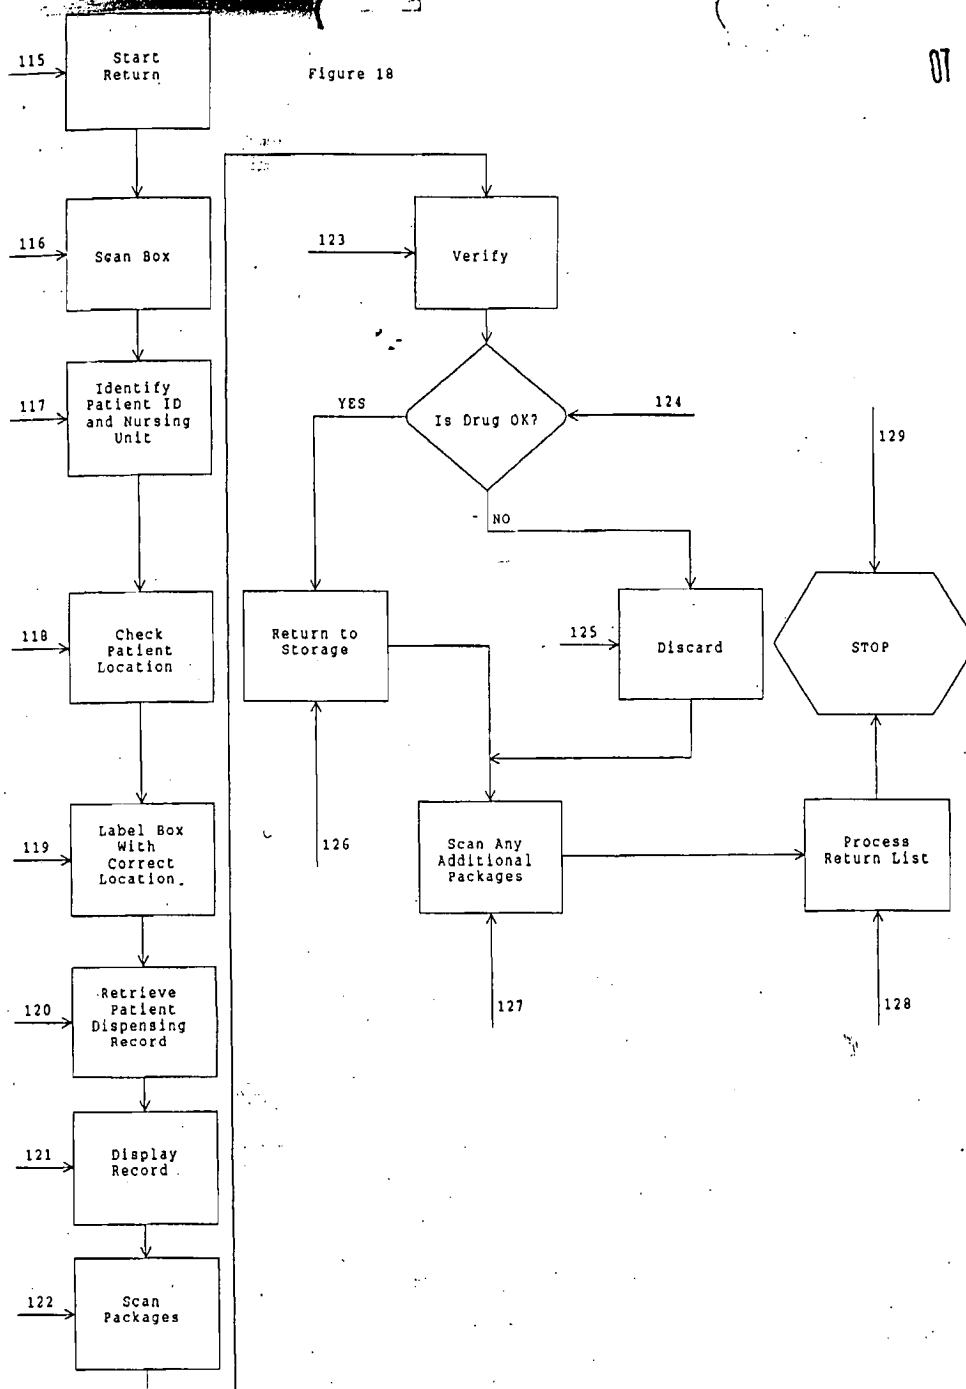 115
Start
Return
Figure 18
116
Scan Box
123
Verify
117
Identify
Patient ID
and Nursing
Unit
YES
Is Drug OK?
124
129
NO
118
Check
Patient
Location
Return to
Storage
125
Discard
STOP
119
Label Box
With
Correct
Location
126
Scan Any
Additional
Packages
Process
Return List
120
Retrieve
Patient
Dispensing
Record
127
128
121
Display
Record
122
Scan
Packages